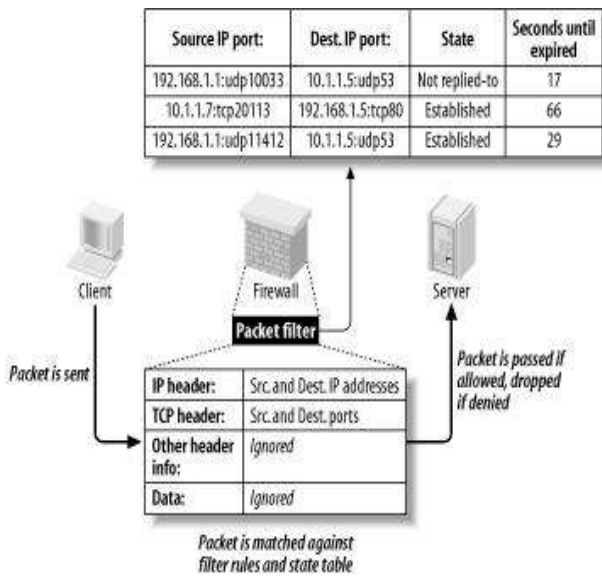 Source IP port: Dest. IP port: State Seconds until expired
192.168.1.1:udp10033 10.1.1.5:udp53 Not replied-to 17
10.1.1.7:tcp20113 192.168.1.5:tcp80 Established 66
192.168.1.1:udp11412 10.1.1.5:udp53 Established 29
Client
Firewall
Server
Packet filter
Packet is sent
IP header: Src. and Dest. IP addresses
TCP header: Src. and Dest. ports
Other header info: Ignored
Data: Ignored
Packet is passed if
allowed, dropped
if denied
Packet is matched against
filter rules and state table